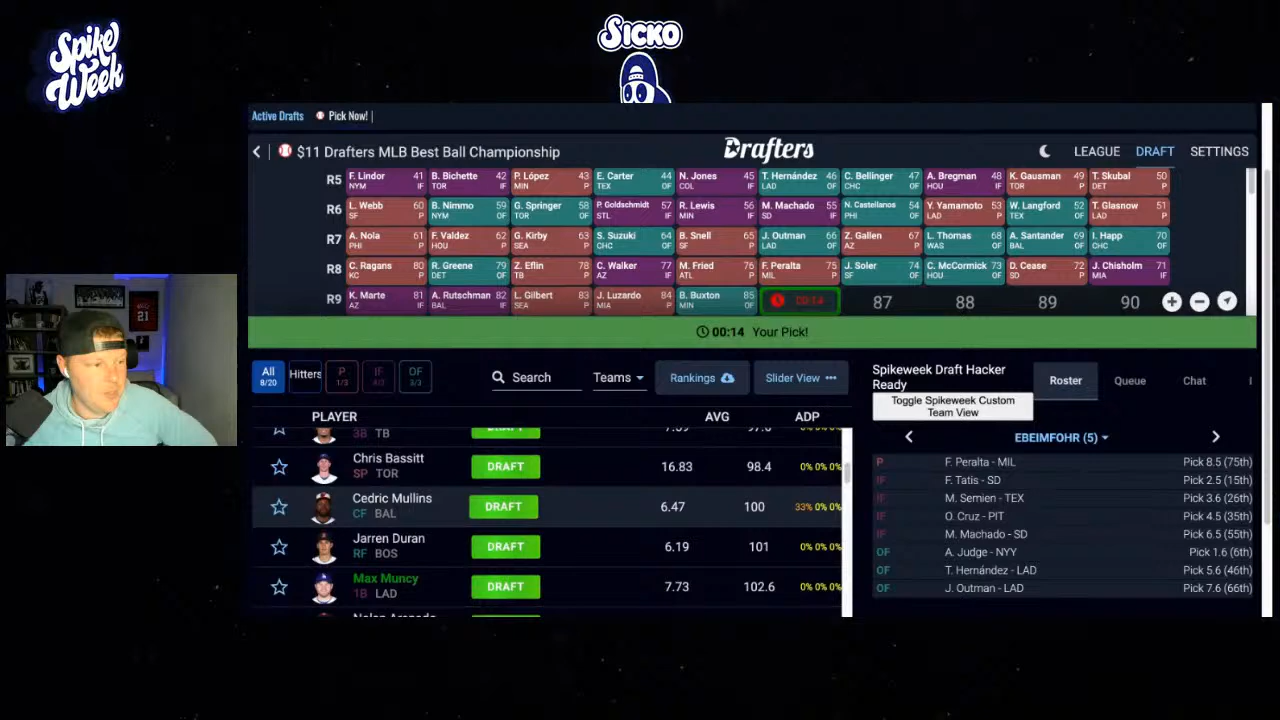 Spike Week
SICKO
Active Drafts Pick Now! |
$11 Drafters MLB Best Ball Championship
Drafters
LEAGUE DRAFT SETTINGS
R5
F. Lindor 41
NYM IF
B. Bichette 42
TOR IF
P. López 43
MIN P
E. Carter 44
TEX OF
N. Jones 45
COL IF
T. Hernández 46
LAD OF
C. Bellinger 47
CHC OF
A. Bregman 48
HOU IF
K. Gausman 49
TOR P
T. Skubal 50
DET P
R6
L. Webb 60
SF P
B. Nimmo 59
NYM OF
G. Springer 58
TOR OF
P. Goldschmidt 57
STL IF
R. Lewis 56
MIN IF
M. Machado 55
SD IF
N. Castellanos 54
PHI OF
Y. Yamamoto 53
LAD P
W. Langford 52
TEX OF
T. Glasnow 51
LAD P
R7
A. Nola 61
PHI P
F. Valdez 62
HOU P
G. Kirby 63
SEA P
S. Suzuki 64
CHC OF
B. Snell 65
SF P
J. Outman 66
LAD OF
Z. Gallen 67
AZ P
L. Thomas 68
WAS OF
A. Santander 69
BAL OF
I. Happ 70
CHC OF
R8
C. Ragans 80
KC P
R. Greene 79
DET OF
Z. Eflin 78
TB P
C. Walker 77
AZ IF
M. Fried 76
ATL P
F. Peralta 75
MIL P
J. Soler 74
SF OF
C. McCormick 73
HOU OF
D. Cease 72
SD P
J. Chisholm 71
MIA IF
R9
K. Marte 81
AZ IF
A. Rutschman 82
BAL IF
L. Gilbert 83
SEA P
J. Luzardo 84
MIA P
B. Buxton 85
MIN OF
00:14
87 88 89 90
00:14 Your Pick!
All
8/20
Hitters
P
1/3
IF
OF
3/3
Search
Teams
Rankings
Slider View
PLAYER AVG ADP
3B TB DRAFT
Chris Bassitt
SP TOR
DRAFT 16.83 98.4 0% 0% 0%
Cedric Mullins
CF BAL
DRAFT 6.47 100 33% 0% 0%
Jarren Duran
RF BOS
DRAFT 6.19 101 0% 0% 0%
Max Muncy
1B LAD
DRAFT 7.73 102.6 0% 0% 0%
Spikeweek Draft Hacker
Ready
Toggle Spikeweek Custom
Team View
Roster Queue Chat
EBEIMFOHR (5)
P F. Peralta - MIL Pick 8.5 (75th)
IF F. Tatis - SD Pick 2.5 (15th)
IF M. Semien - TEX Pick 3.6 (26th)
IF O. Cruz - PIT Pick 4.5 (35th)
IF M. Machado - SD Pick 6.5 (55th)
OF A. Judge - NYY Pick 1.6 (6th)
OF T. Hernández - LAD Pick 5.6 (46th)
OF J. Outman - LAD Pick 7.6 (66th)